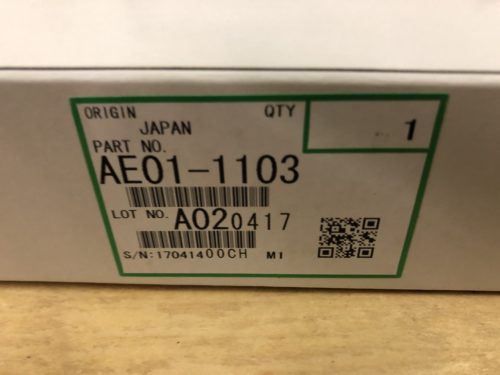 ORIGIN QTY
JAPAN 1
PART NO.
AE01-1103
LOT NO. A020417
S/N:17041400CH MI